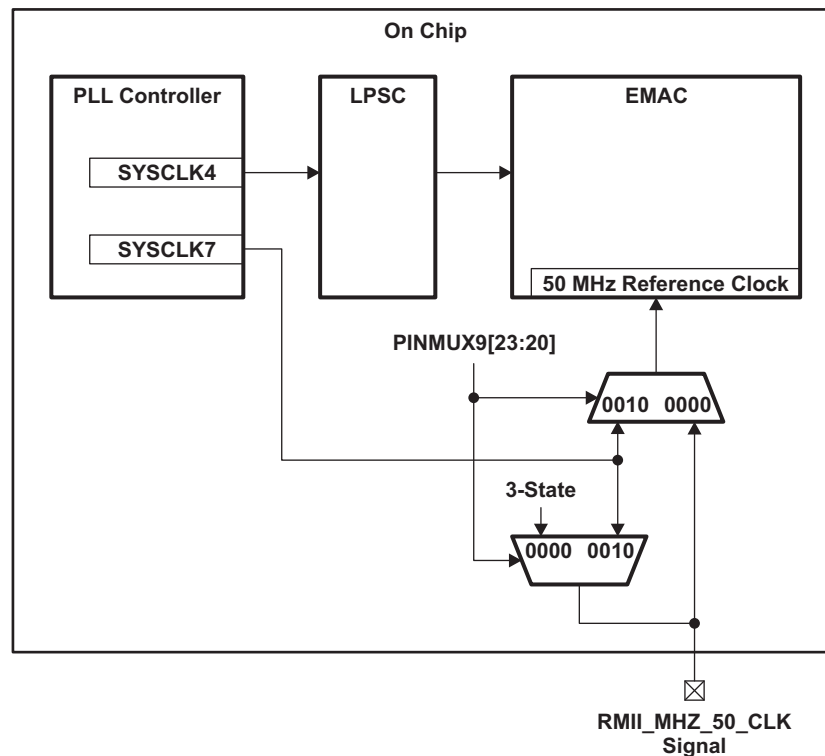 On Chip
PLL Controller
LPSC
EMAC
SYSCLK4
SYSCLK7
50 MHz Reference Clock
PINMUX9[23:20]
0010 0000
3-State
0000 0010
RMII_MHZ_50_CLK
Signal